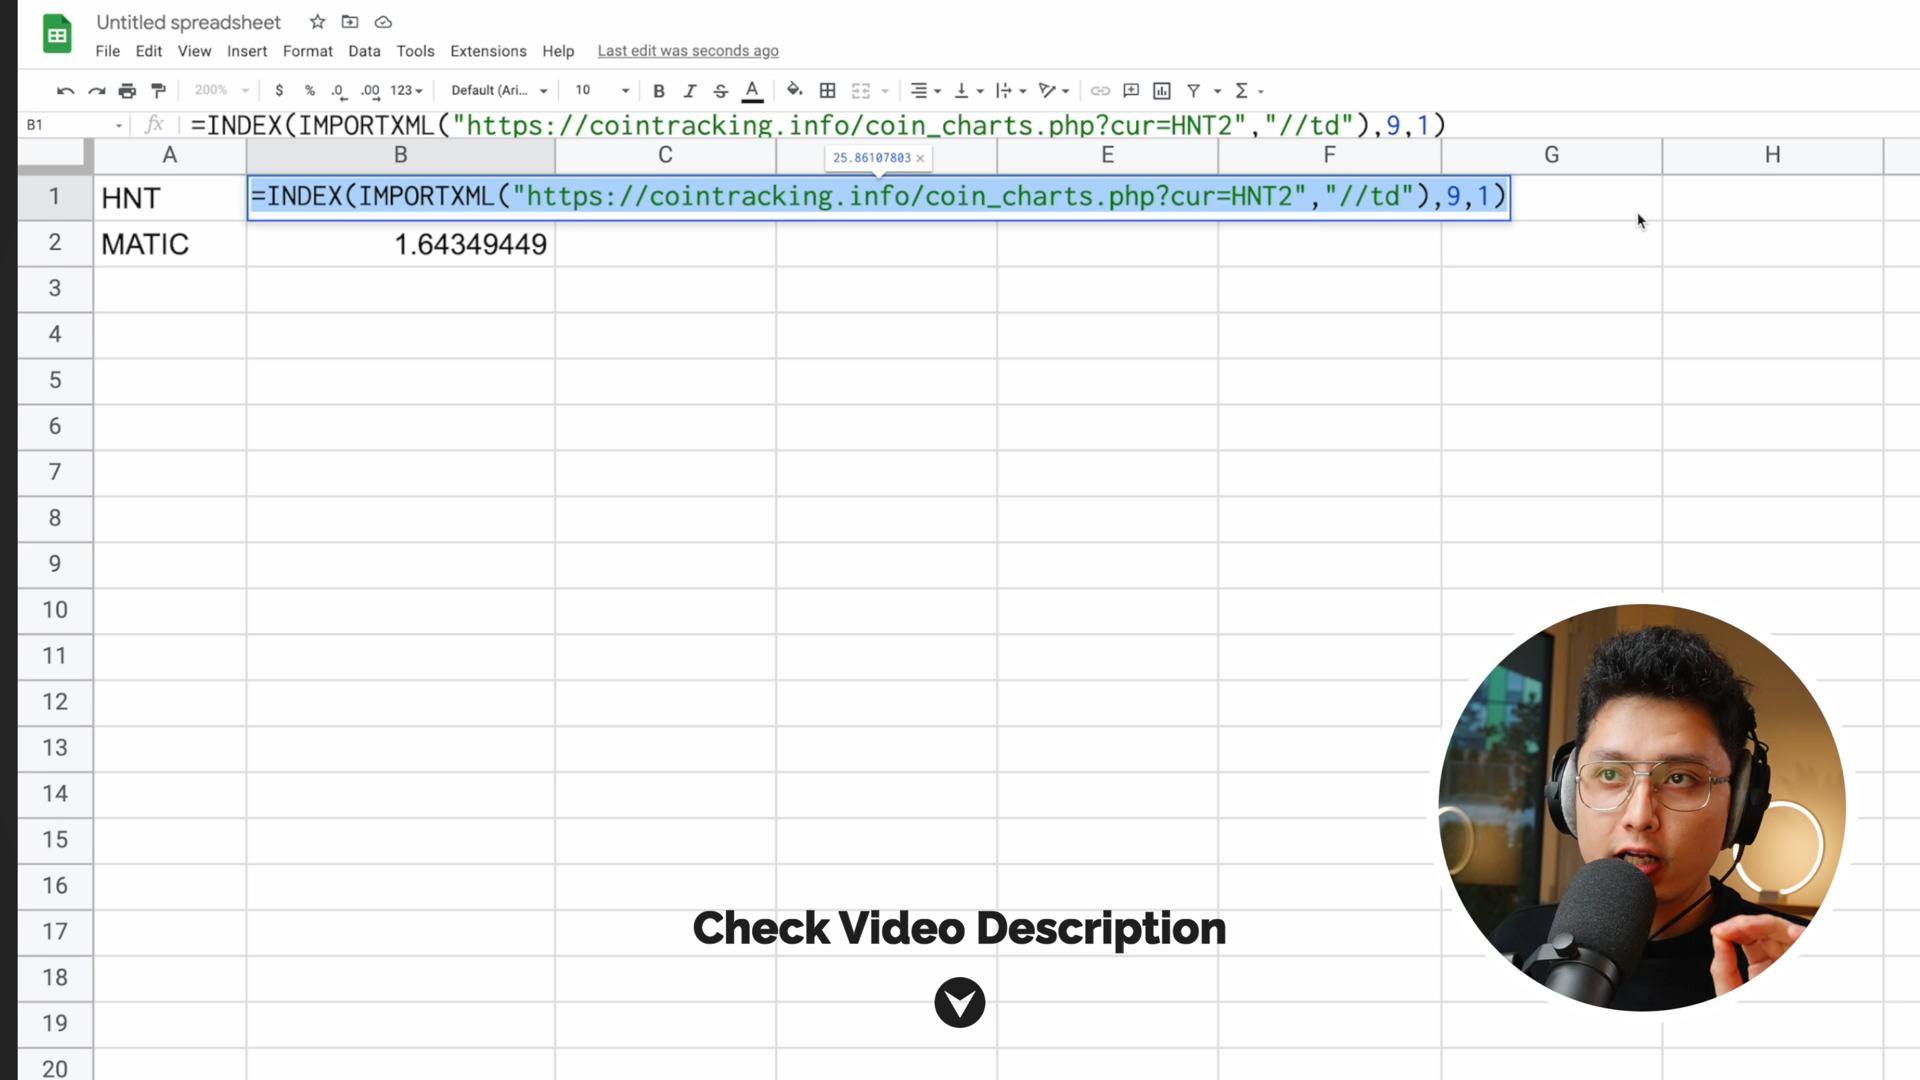 Untitled spreadsheet
File Edit View Insert Format Data Tools Extensions Help Last edit was seconds ago
200% $ % .0 .00 123 Default (Ari... 10 B I S A
B1 fx =INDEX(IMPORTXML("https://cointracking.info/coin_charts.php?cur=HNT2","//td"),9,1)
A B C E F G H
25.86107803 ×
1 HNT =INDEX(IMPORTXML("https://cointracking.info/coin_charts.php?cur=HNT2","//td"),9,1)
2 MATIC 1.64349449
3
4
5
6
7
8
9
10
11
12
13
14
15
16
17
Check Video Description
18
19
20